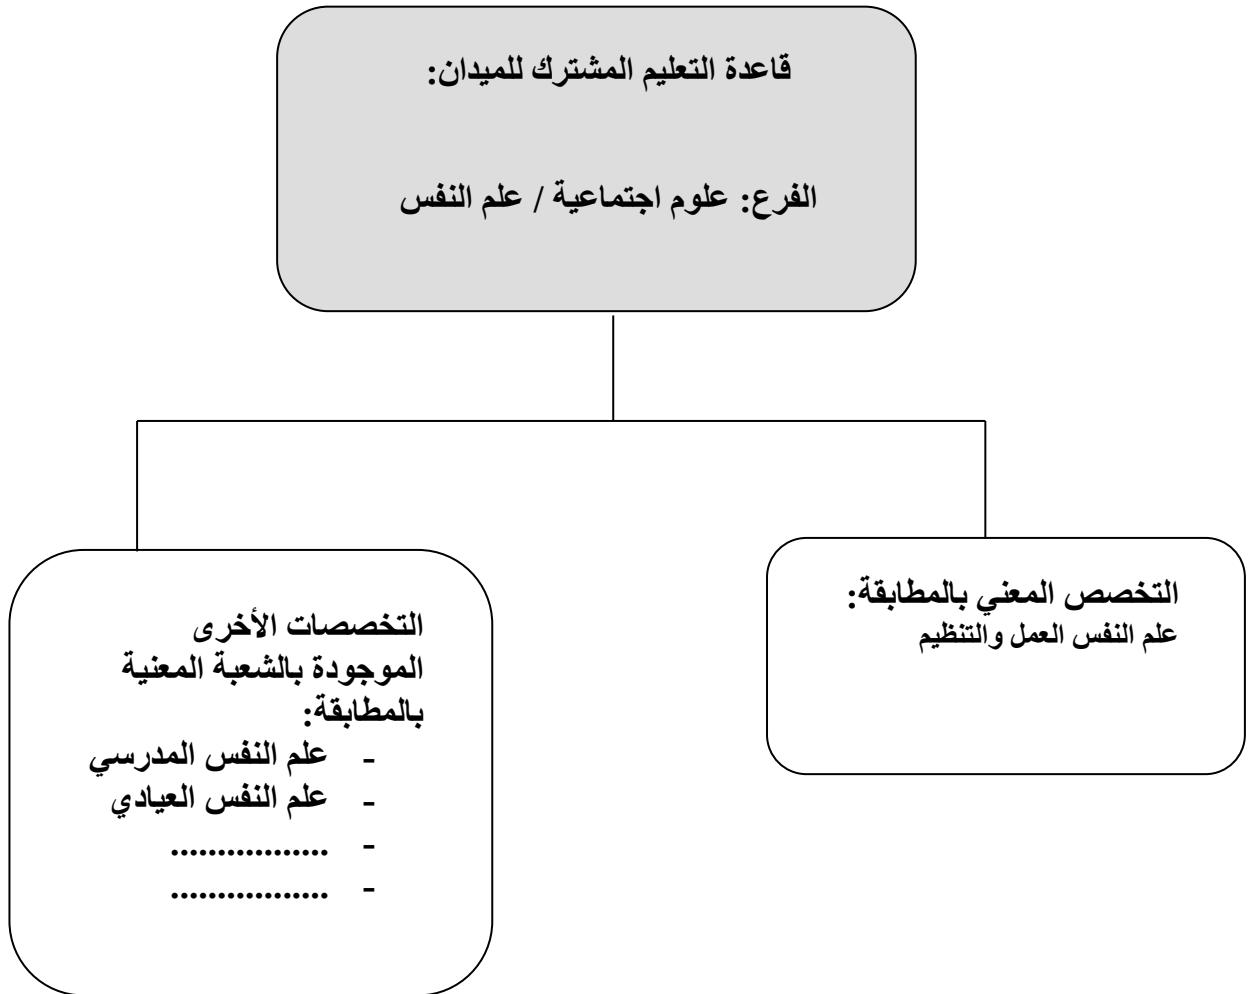 قاعدة التعليم المشترك للميدان:
الفرع: علوم اجتماعية / علم النفس
التخصص المعني بالمطابقة:
علم النفس العمل والتنظيم
التخصصات الأخرى
الموجودة بالشعبة المعنية
بالمطابقة:
- علم النفس المدرسي
- علم النفس العيادي
- .................
- .................